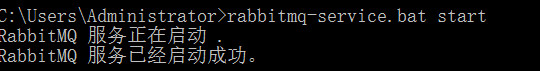 C:\Users\Administrator>rabbitmq-service.bat start
RabbitMQ 服务正在启动 .
RabbitMQ 服务已经启动成功。